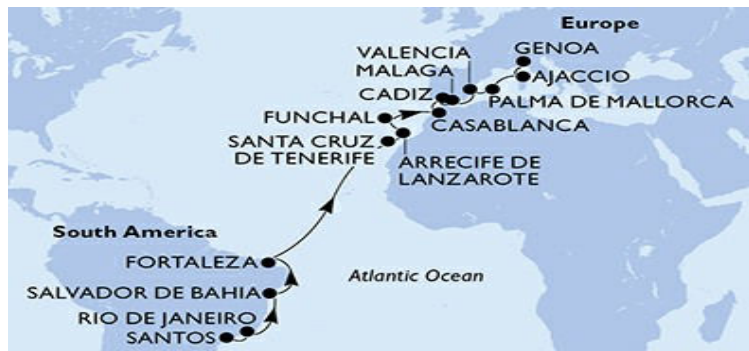 Europe
GENOA
VALENCIA
MALAGA
AJACCIO
CADIZ
PALMA DE MALLORCA
FUNCHAL
CASABLANCA
SANTA CRUZ
DE TENERIFE
ARRECIFE DE
LANZAROTE
South America
FORTALEZA
Atlantic Ocean
SALVADOR DE BAHIA
RIO DE JANEIRO
SANTOS